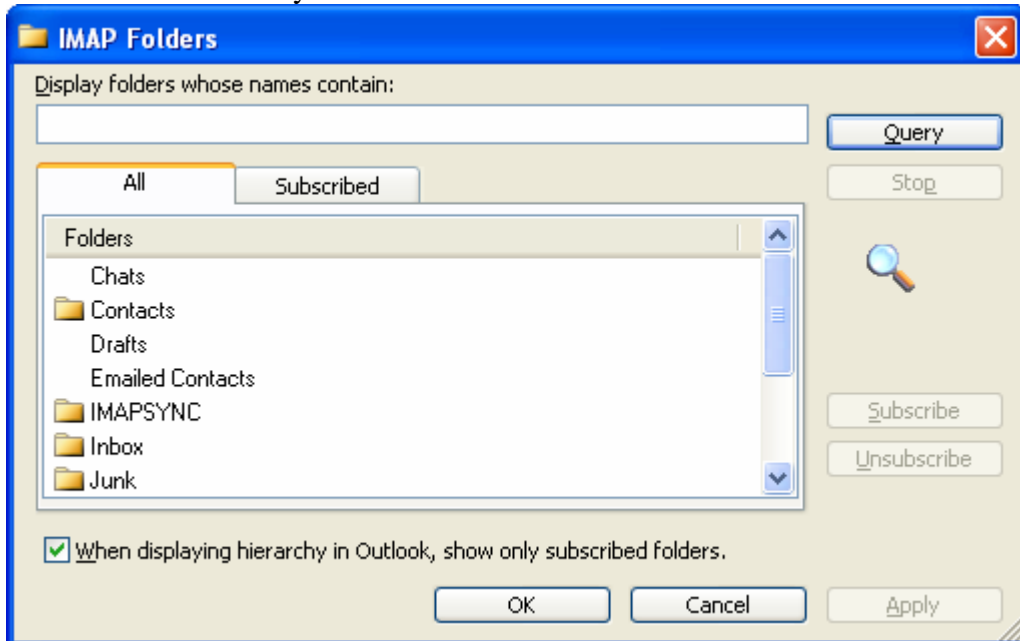 IMAP Folders
Display folders whose names contain:
Query
All Subscribed
Stop
Folders
Chats
Contacts
Drafts
Emailed Contacts
IMAPSYNC
Inbox
Junk
Subscribe
Unsubscribe
When displaying hierarchy in Outlook, show only subscribed folders.
OK Cancel Apply